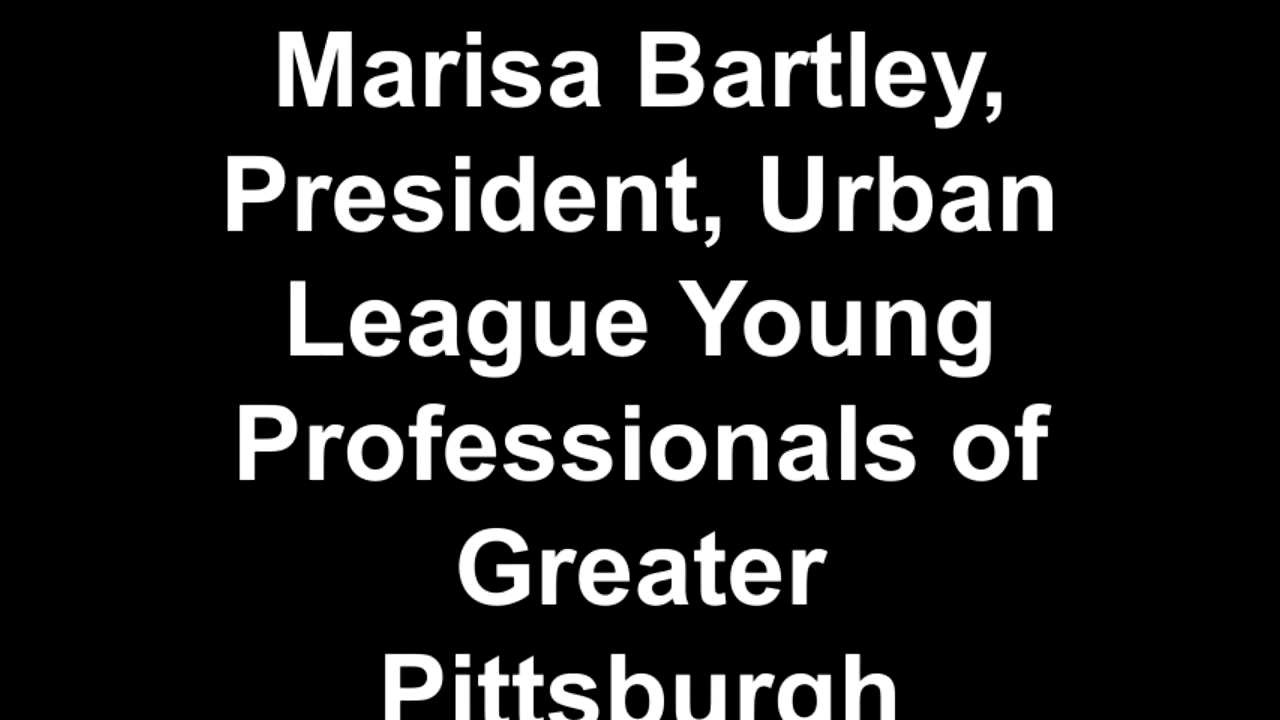 Marisa Bartley,
President, Urban
League Young
Professionals of
Greater
Pittsburgh